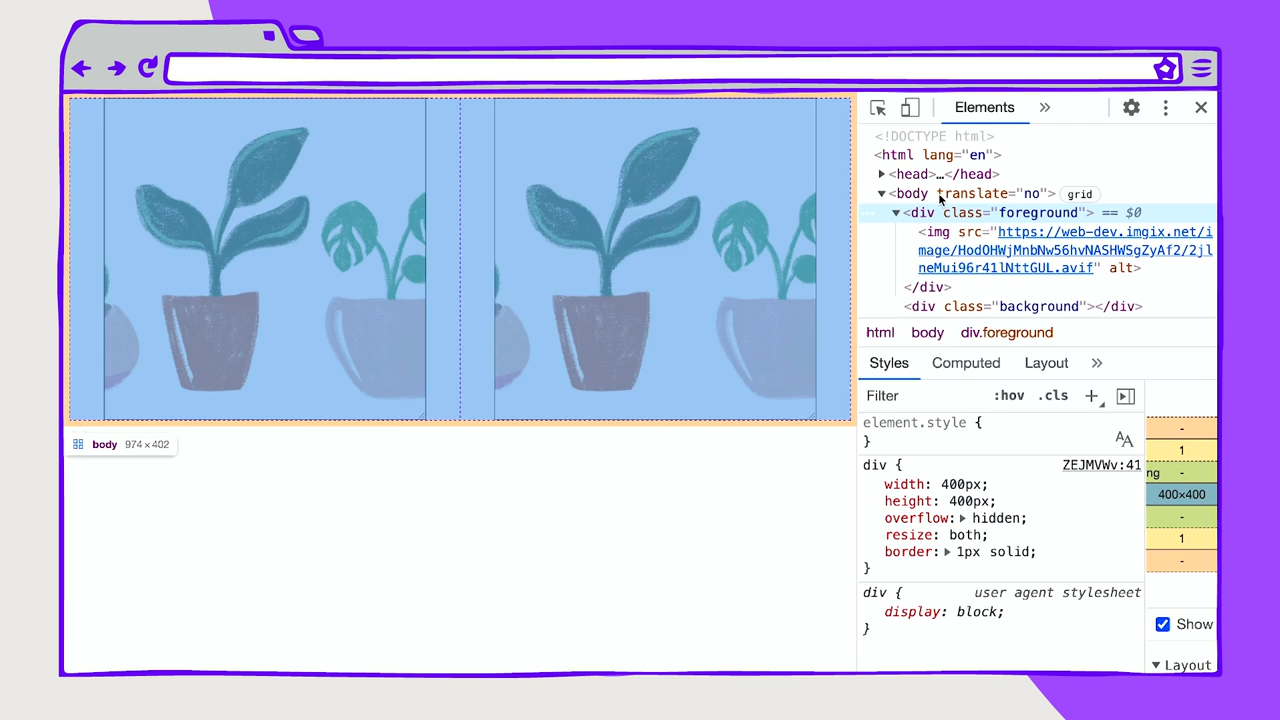 Elements
<!DOCTYPE html>
<html lang="en">
<head>…</head>
<body translate="no"> grid
<div class="foreground"> == $0
<img src="https://web-dev.imgix.net/i
mage/HodOHWjMnbNw56hvNASHWSgZyAf2/2jl
neMui96r41lNttGUL.avif" alt>
</div>
<div class="background"></div>
html body div.foreground
Styles Computed Layout
Filter :hov .cls
element.style {
}
div { ZEJMVWv:41
width: 400px;
height: 400px;
overflow: hidden;
resize: both;
border: 1px solid;
}
div { user agent stylesheet
display: block;
}
-
1
ng -
400×400
-
1
-
Show
Layout
body 974×402